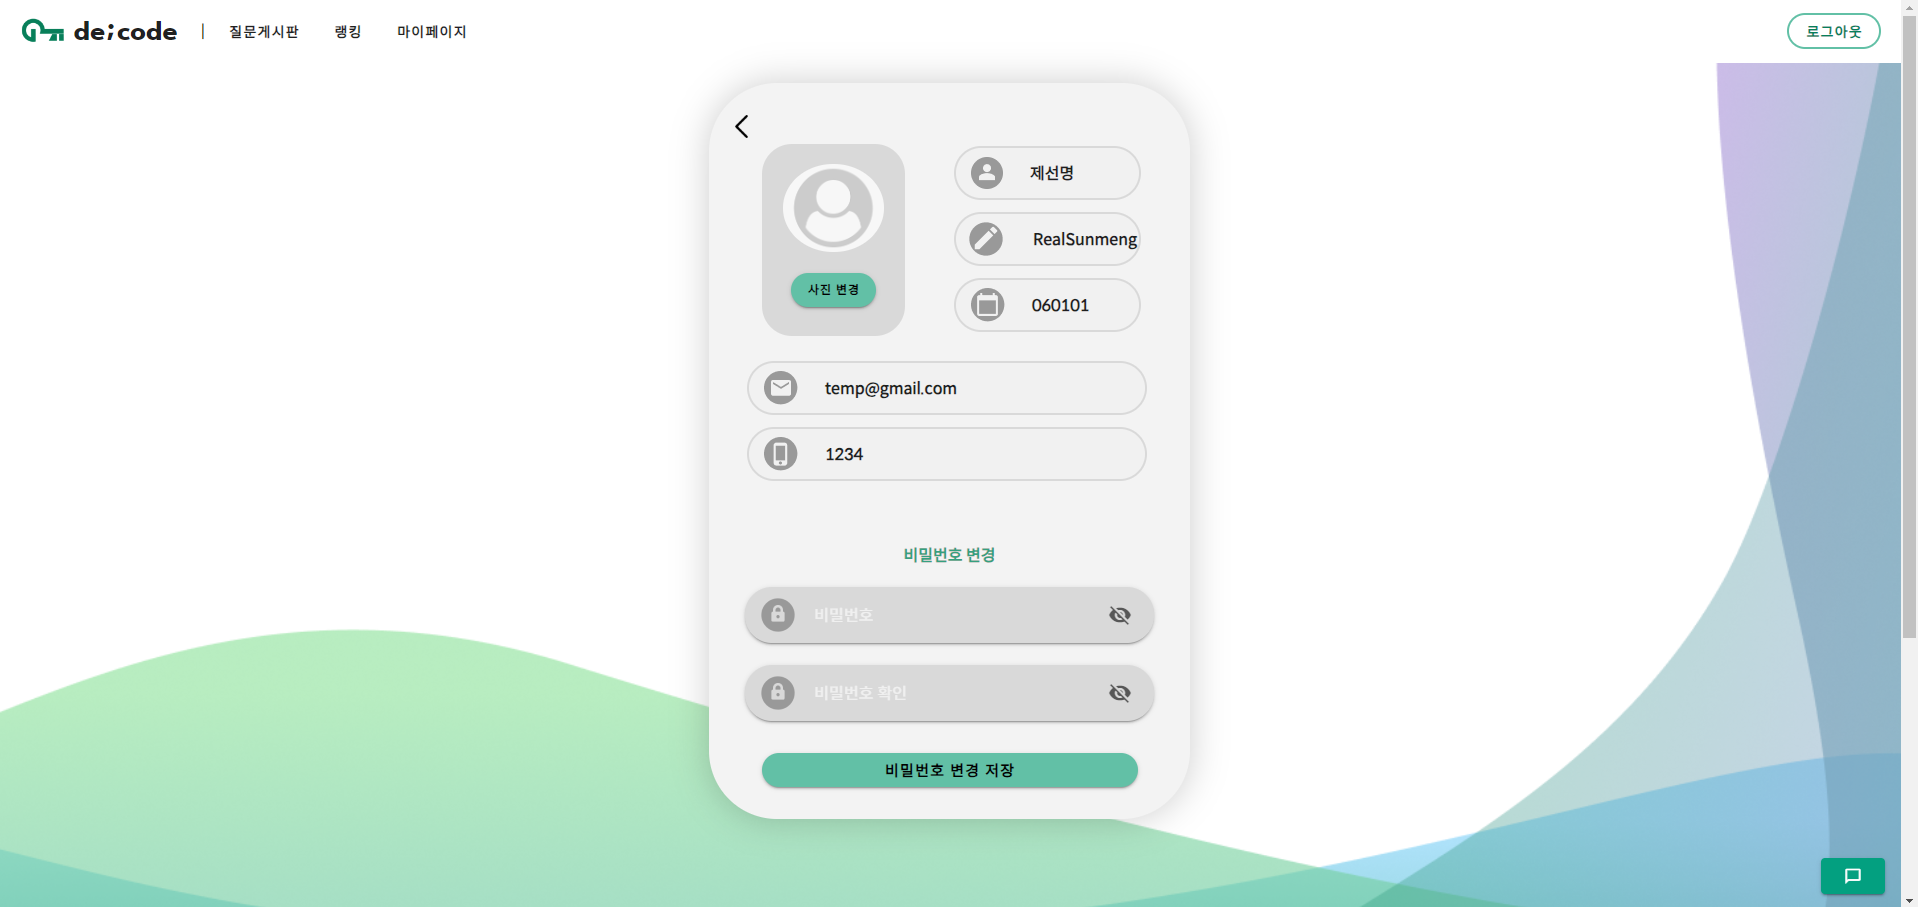 de;code | 질문게시판 랭킹 마이페이지 로그아웃
제선명
RealSunmeng
사진 변경
060101
temp@gmail.com
1234
비밀번호 변경
비밀번호
비밀번호 확인
비밀번호 변경 저장